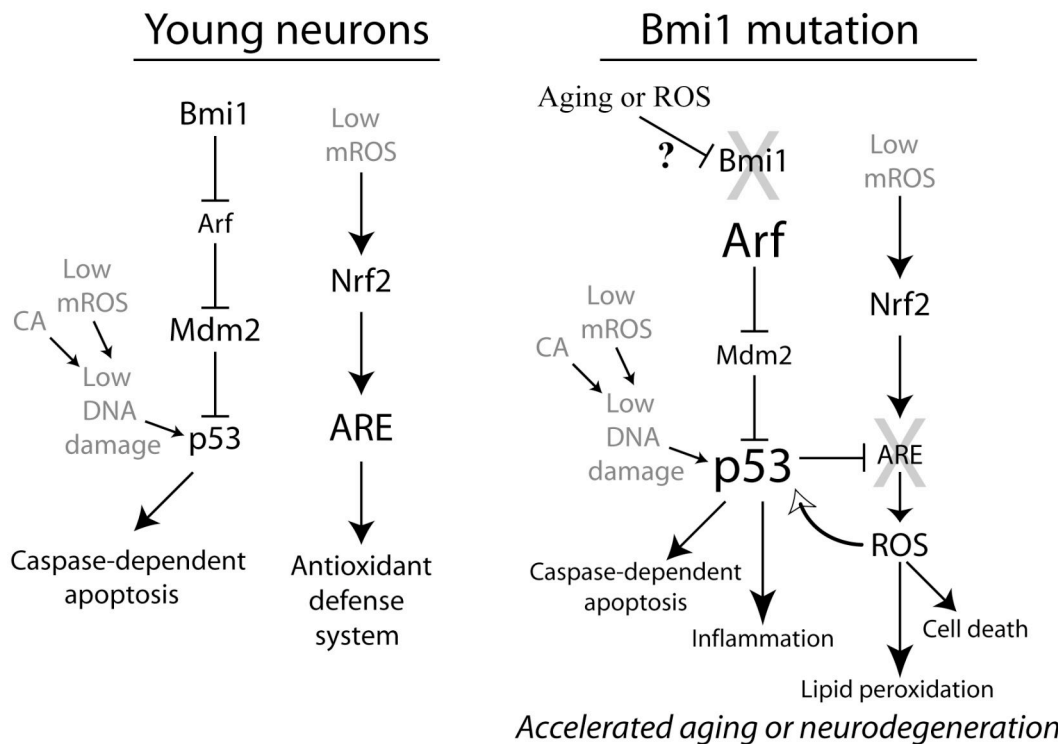 Young neurons
Bmi1
Low
mROS
Arf
Low
mROS
Nrf2
CA
Mdm2
Low
DNA
damage
p53
ARE
Caspase-dependent
apoptosis
Antioxidant
defense
system
Bmi1 mutation
Aging or ROS
?
Bmi1
Low
mROS
Arf
Low
mROS
Nrf2
CA
Mdm2
Low
DNA
damage
p53
ARE
ROS
Caspase-dependent
apoptosis
Inflammation
Cell death
Lipid peroxidation
Accelerated aging or neurodegeneration